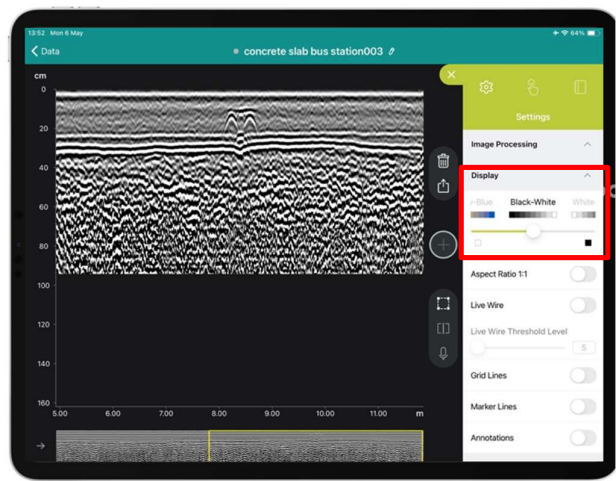 13:52 Mon 6 May
64%
Data
concrete slab bus station003
cm
0
20
40
60
80
100
120
140
160
5.00 6.00 7.00 8.00 9.00 10.00 11.00 m
Settings
Image Processing
Display
-Blue Black-White White
Aspect Ratio 1:1
Live Wire
Live Wire Threshold Level
5
Grid Lines
Marker Lines
Annotations